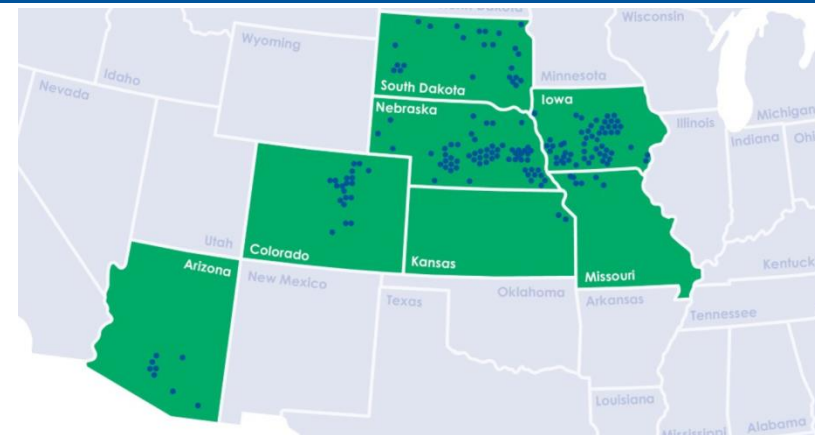 Wisconsin
Wyoming
Idaho
South Dakota
Minnesota
Nevada
Iowa
Nebraska
Michigan
Illinois
Indiana
Utah
Colorado
Kansas
Missouri
Arizona
New Mexico
Kentuck
Texas
Oklahoma
Arkansas
Tennessee
Louisiana
Alabama